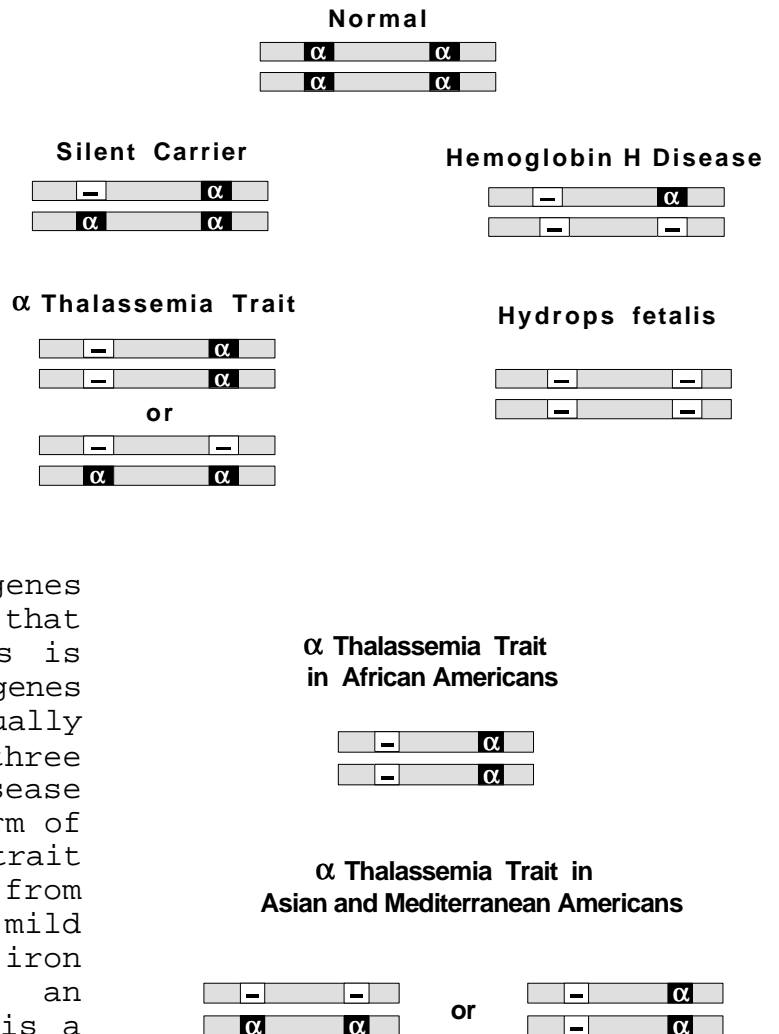 Normal
α α
α α
Silent Carrier
– α
α α
Hemoglobin H Disease
– α
– –
α Thalassemia Trait
– α
– α
or
– –
α α
Hydrops fetalis
– –
– –
genes
that
s is
genes
ually
three
sease
rm of
trait
from
mild
iron
an
is a
α Thalassemia Trait
in African Americans
– α
– α
α Thalassemia Trait in
Asian and Mediterranean Americans
– –
α α
or
– α
– α